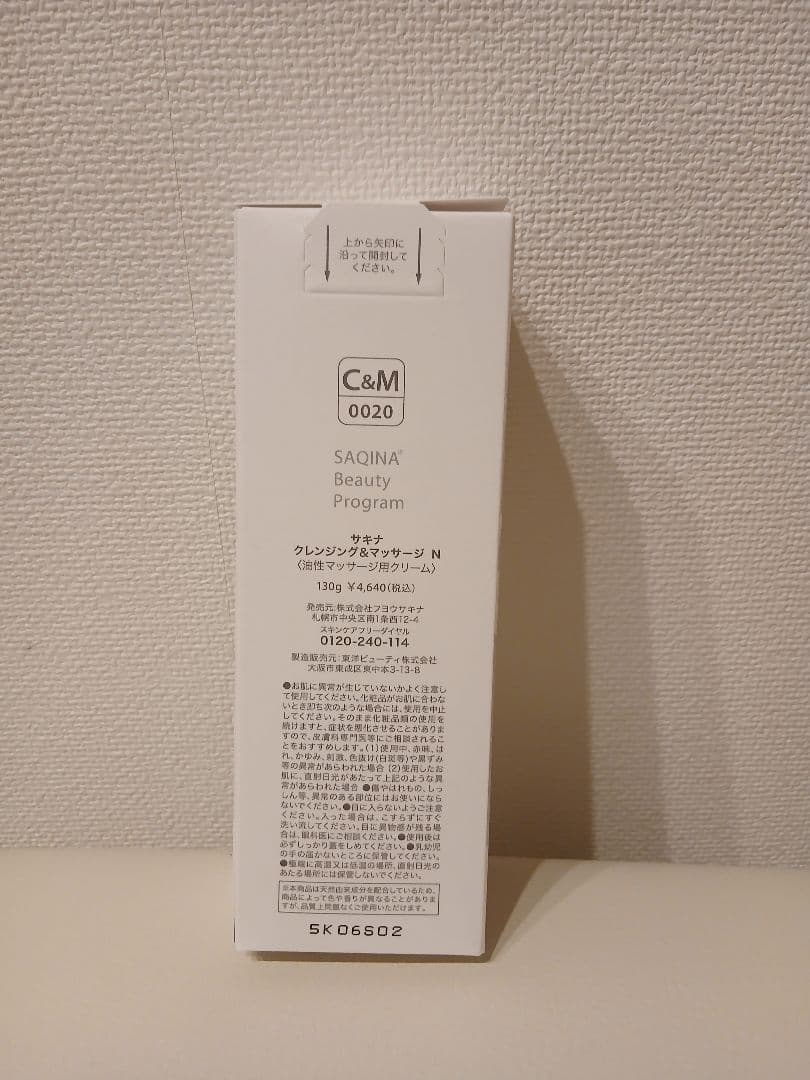 上から矢印に
沿って開封して
ください。
C&M
0020
SAQINA®
Beauty
Program
サキナ
クレンジング&マッサージ N
〈油性マッサージ用クリーム〉
130g ¥4,640(税込)
発売元:株式会社フヨウサキナ
札幌市中央区南1条西12-4
スキンケアフリーダイヤル
0120-240-114
製造販売元:東洋ビューティ株式会社
大阪市東成区東中本3-13-8
●お肌に異常が生じていないかよく注意し
て使用してください。化粧品がお肌に合わな
いとき即ち次のような場合には、使用を中止
してください。そのまま化粧品類の使用を
続けますと、症状を悪化させることがありま
すので、皮膚科専門医等にご相談されるこ
とをおすすめします。(1)使用中、赤味、は
れ、かゆみ、刺激、色抜け(白斑等)や黒ずみ
等の異常があらわれた場合 (2)使用したお
肌に、直射日光があたって上記のような異
常があらわれた場合 ●傷やはれもの、しっ
しん等、異常のある部位にはお使いになら
ないでください。●目に入らないようご注意
ください。入った場合は、こすらずにすぐ
洗い流してください。目に異物感が残る場
合は、眼科医にご相談ください。●使用後は
必ずしっかり蓋をしめてください。●乳幼児
の手の届かないところに保管してください。
●極端に高温又は低温の場所、直射日光の
あたる場所には保管しないでください。
※本商品は天然由来成分を配合しているため、
商品によって色や香りが異なることがありま
すが、品質上問題なくご使用いただけます。
5K06S02